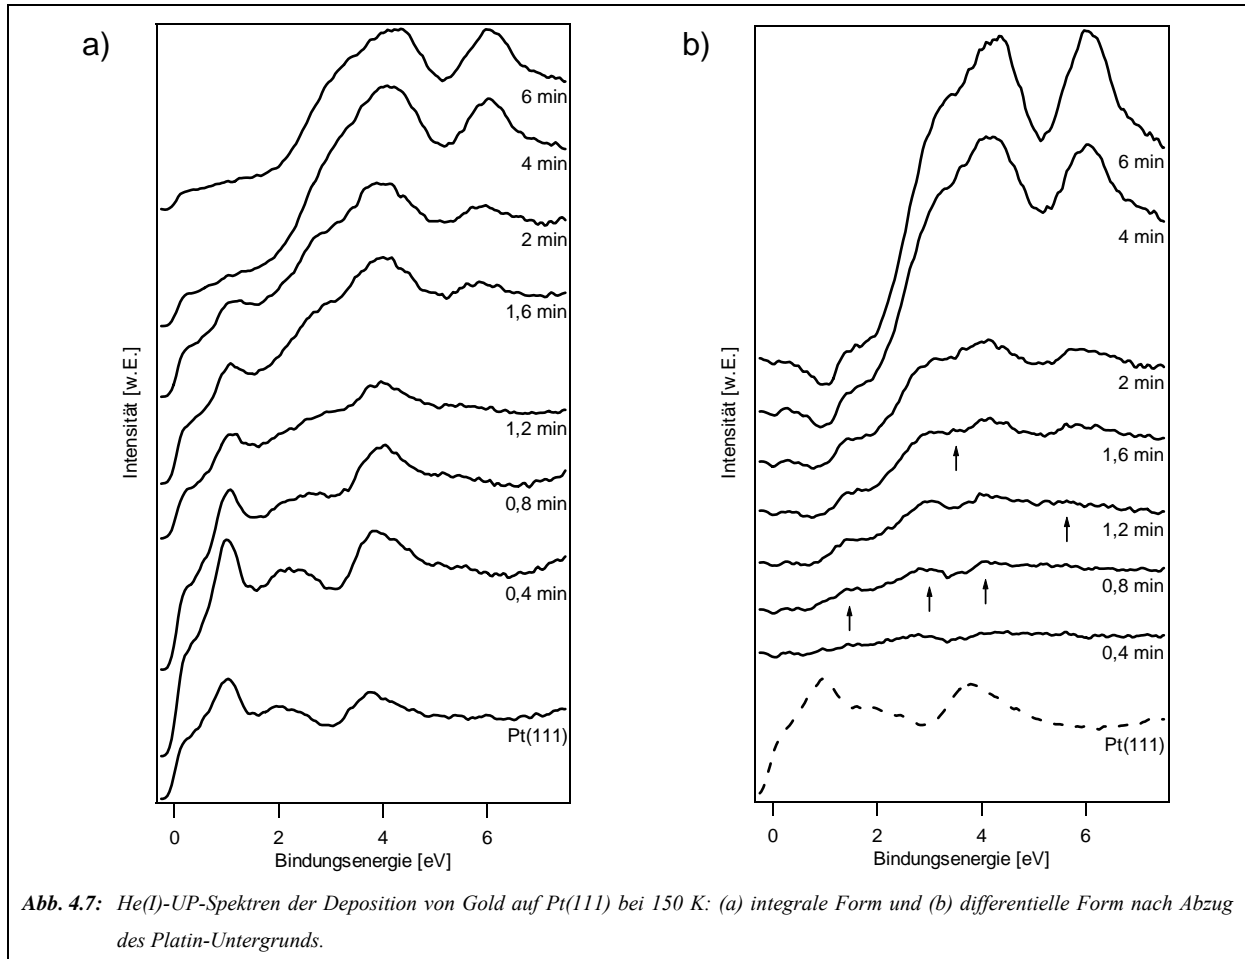 a)
6 min
4 min
2 min
1,6 min
1,2 min
0,8 min
0,4 min
Pt(111)
Intensität [w.E.]
0 2 4 6
Bindungsenergie [eV]
b)
6 min
4 min
2 min
1,6 min
1,2 min
0,8 min
0,4 min
Pt(111)
Intensität [w.E.]
0 2 4 6
Bindungsenergie [eV]
Abb. 4.7: He(I)-UP-Spektren der Deposition von Gold auf Pt(111) bei 150 K: (a) integrale Form und (b) differentielle Form nach Abzug
des Platin-Untergrunds.